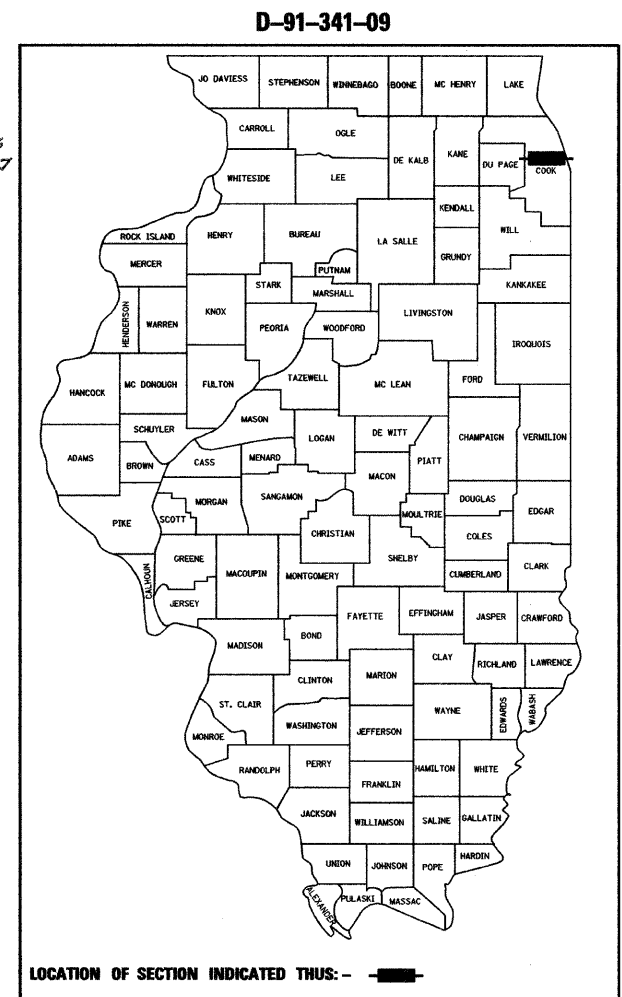 D-91-341-09
JO DAVIESS STEPHENSON WINNEBAGO BOONE MC HENRY LAKE
CARROLL OGLE DE KALB KANE DU PAGE COOK
WHITESIDE LEE
KENDALL
ROCK ISLAND HENRY BUREAU LA SALLE WILL
MERCER PUTNAM GRUNDY
STARK MARSHALL KANKAKEE
HENDERSON WARREN KNOX PEORIA WOODFORD LIVINGSTON IROQUOIS
HANCOCK MC DONOUGH FULTON TAZEWELL MC LEAN FORD
MASON
SCHUYLER LOGAN DE WITT CHAMPAIGN VERMILION
ADAMS BROWN CASS MENARD PIATT
MACON
MORGAN SANGAMON DOUGLAS
PIKE SCOTT CHRISTIAN MOULTRIE EDGAR
COLES
GREENE SHELBY CLARK
CALHOUN MACOUPIN MONTGOMERY CUMBERLAND
JERSEY FAYETTE EFFINGHAM JASPER CRAWFORD
MADISON BOND
CLAY RICHLAND LAWRENCE
CLINTON MARION
ST. CLAIR WAYNE EDWARDS WABASH
MONROE WASHINGTON JEFFERSON
RANDOLPH PERRY HAMILTON WHITE
FRANKLIN
JACKSON WILLIAMSON SALINE GALLATIN
UNION JOHNSON POPE HARDIN
ALEXANDER PULASKI MASSAC
LOCATION OF SECTION INDICATED THUS: -